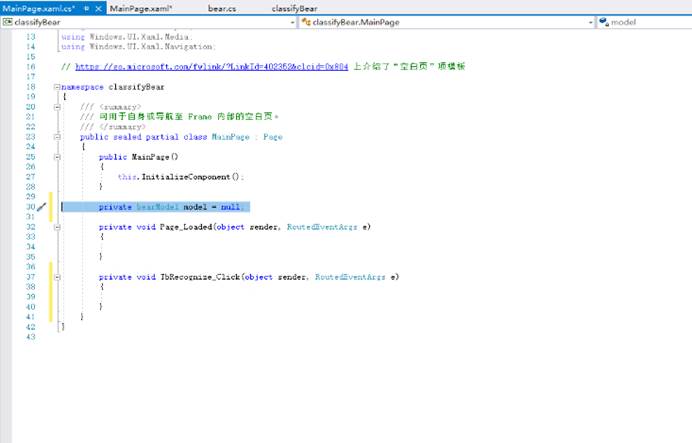 MainPage.xaml.cs* MainPage.xaml* bear.cs classifyBear
classifyBear classifyBear.MainPage model
13 using Windows.UI.Xaml.Media;
14 using Windows.UI.Xaml.Navigation;
15
16 // https://go.microsoft.com/fwlink/?LinkId=402352&clcid=0x804 上介绍了“空白页”项模板
17
18 namespace classifyBear
19 {
20 /// <summary>
21 /// 可用于自身或导航至 Frame 内部的空白页。
22 /// </summary>
23 public sealed partial class MainPage : Page
24 {
25 public MainPage()
26 {
27 this.InitializeComponent();
28 }
29
30 private bearModel model = null;
31
32 private void Page_Loaded(object sender, RoutedEventArgs e)
33 {
34
35 }
36
37 private void TbRecognize_Click(object sender, RoutedEventArgs e)
38 {
39
40 }
41 }
42 }
43